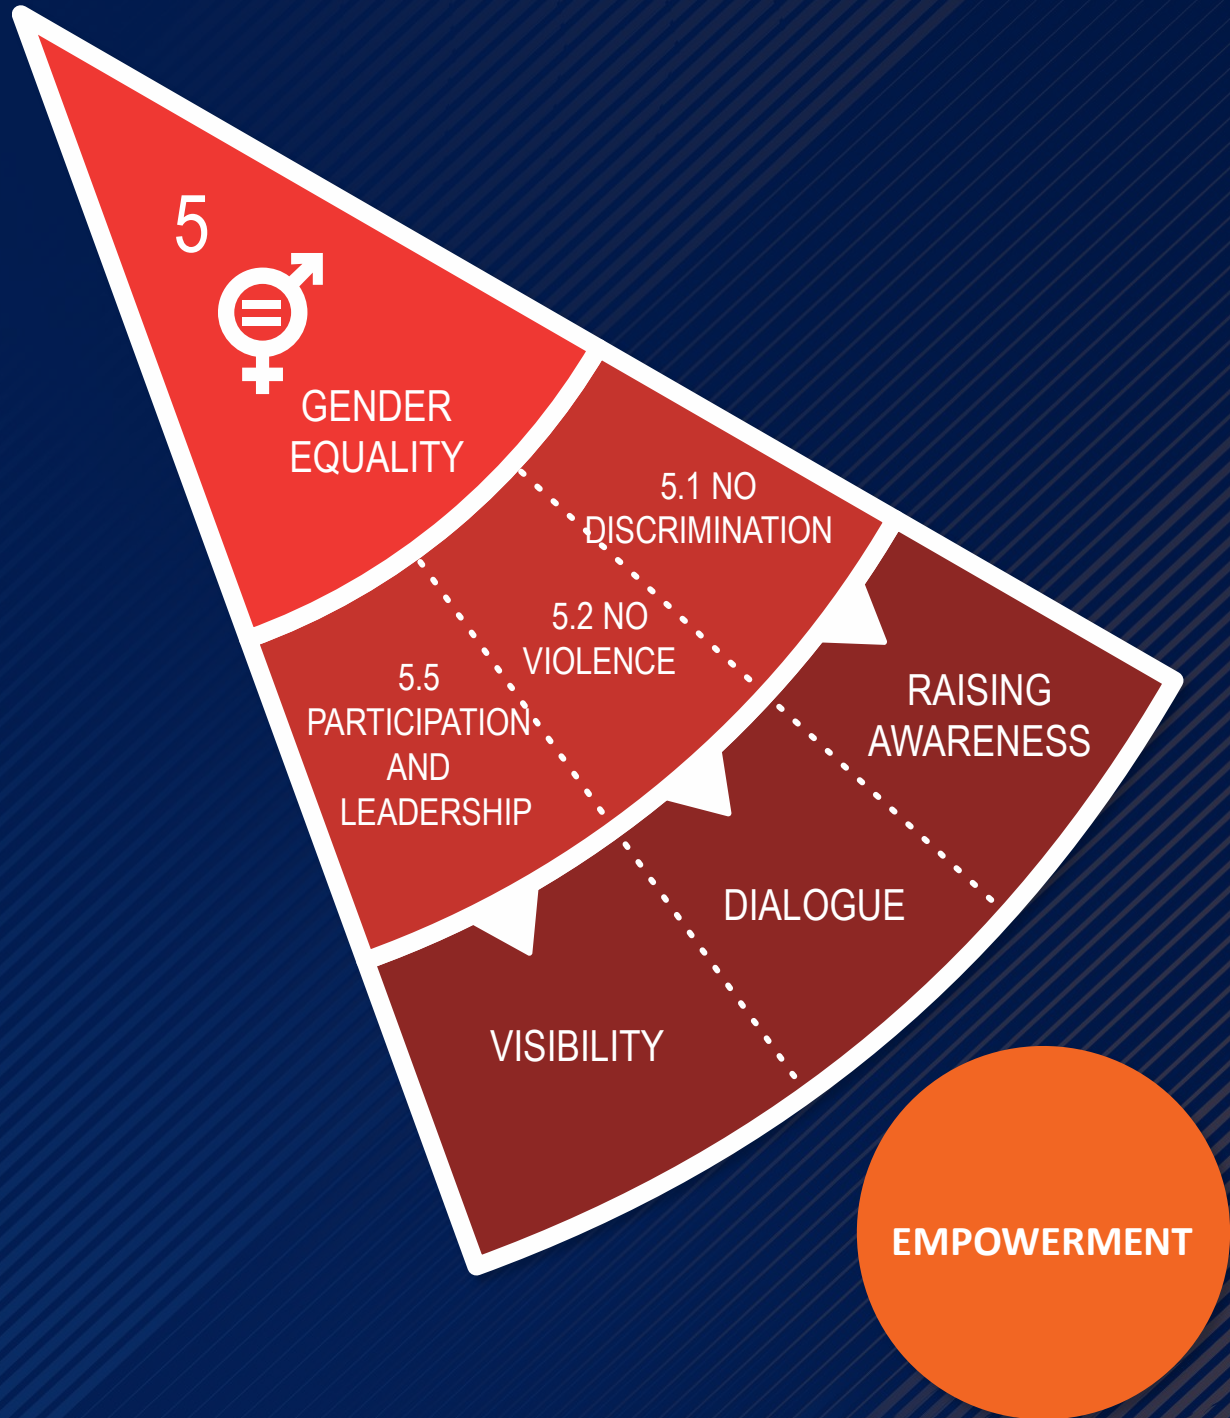 5
GENDER
EQUALITY
5.1 NO
DISCRIMINATION
5.2 NO
VIOLENCE
5.5
PARTICIPATION
AND
LEADERSHIP
RAISING
AWARENESS
DIALOGUE
VISIBILITY
EMPOWERMENT